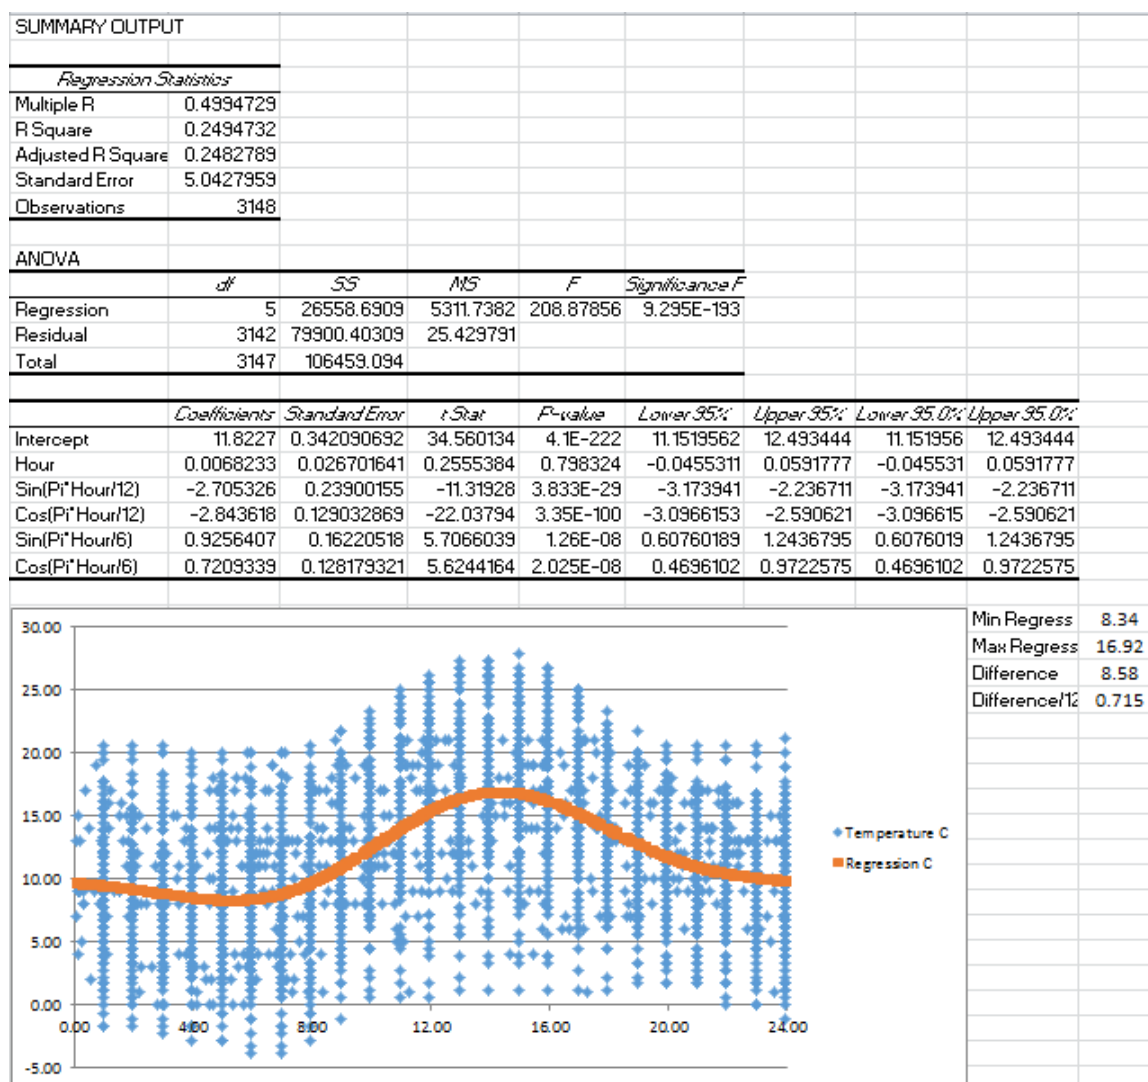 SUMMARY OUTPUT
Regression Statistics
Multiple R 0.4994729
R Square 0.2494732
Adjusted R Square 0.2482789
Standard Error 5.0427959
Observations 3148
ANOVA
df SS MS F Significance F
Regression 5 26558.6909 5311.7382 208.87856 9.295E-193
Residual 3142 79900.40309 25.429791
Total 3147 106459.094
Coefficients Standard Error t Stat P-value Lower 95% Upper 95% Lower 95.0% Upper 95.0%
Intercept 11.8227 0.342090692 34.560134 4.1E-222 11.1519562 12.493444 11.151956 12.493444
Hour 0.0068233 0.026701641 0.2555384 0.798324 -0.0455311 0.0591777 -0.045531 0.0591777
Sin(Pi*Hour/12) -2.705326 0.23900155 -11.31928 3.833E-29 -3.173941 -2.236711 -3.173941 -2.236711
Cos(Pi*Hour/12) -2.843618 0.129032869 -22.03794 3.35E-100 -3.0966153 -2.590621 -3.096615 -2.590621
Sin(Pi*Hour/6) 0.9256407 0.16220518 5.7066039 1.26E-08 0.60760189 1.2436795 0.6076019 1.2436795
Cos(Pi*Hour/6) 0.7209339 0.128179321 5.6244164 2.025E-08 0.4696102 0.9722575 0.4696102 0.9722575
Min Regress 8.34
Max Regress 16.92
Difference 8.58
Difference/12 0.715
30.00
25.00
20.00
15.00
10.00
5.00
0.00
-5.00
0.00 4.00 8.00 12.00 16.00 20.00 24.00
Temperature C
Regression C